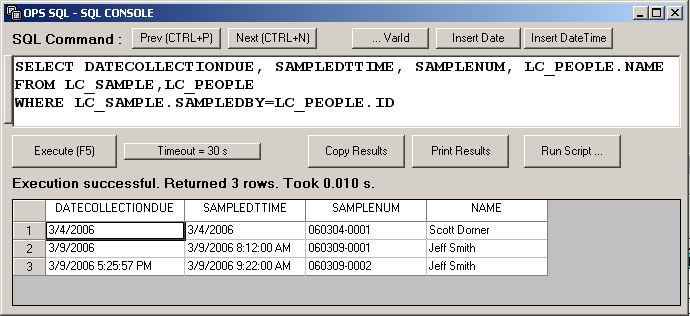 OPS SQL - SQL CONSOLE
SQL Command : Prev (CTRL+P) Next (CTRL+N) ... VarId Insert Date Insert DateTime
SELECT DATECOLLECTIONDUE, SAMPLEDTTIME, SAMPLENUM, LC_PEOPLE.NAME
FROM LC_SAMPLE,LC_PEOPLE
WHERE LC_SAMPLE.SAMPLEDBY=LC_PEOPLE.ID
Execute (F5) Timeout = 30 s Copy Results Print Results Run Script ...
Execution successful. Returned 3 rows. Took 0.010 s.
DATECOLLECTIONDUE SAMPLEDTTIME SAMPLENUM NAME
1 3/4/2006 3/4/2006 060304-0001 Scott Dorner
2 3/9/2006 3/9/2006 8:12:00 AM 060309-0001 Jeff Smith
3 3/9/2006 5:25:57 PM 3/9/2006 9:22:00 AM 060309-0002 Jeff Smith